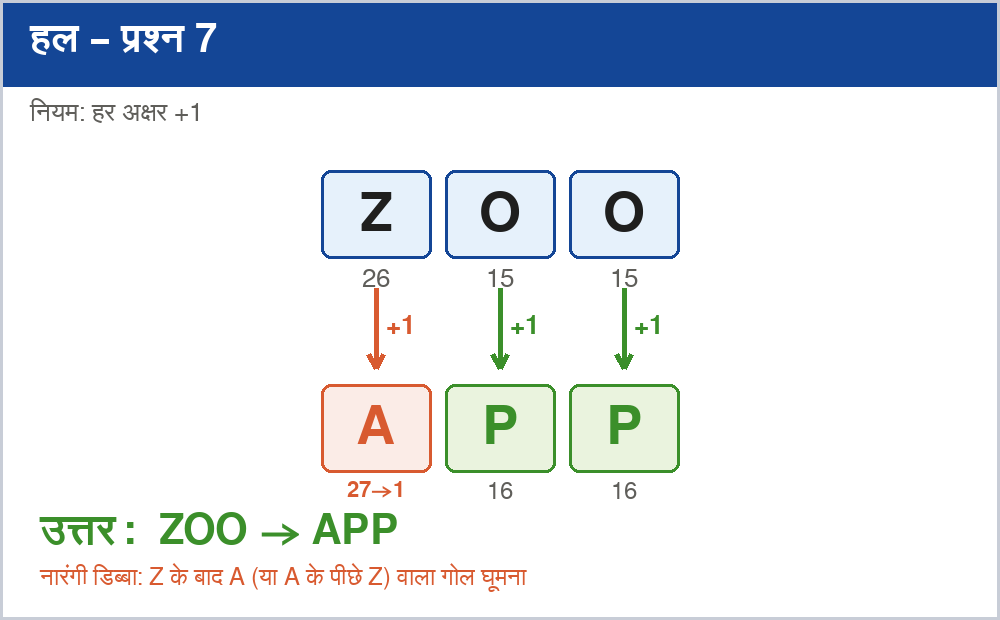 हल – प्रश्न 7
नियम: हर अक्षर +1
Z O O
26 15 15
+1 +1 +1
A P P
27→1 16 16
उत्तर : ZOO → APP
नारंगी डिब्बा: Z के बाद A (या A के पीछे Z) वाला गोल घूमना